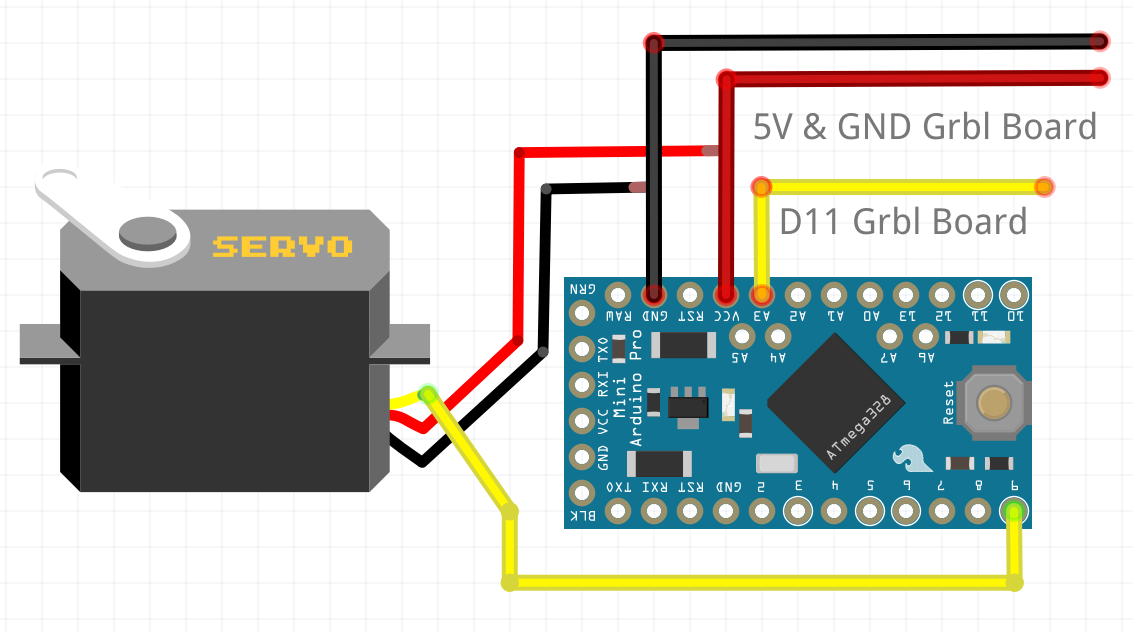 5V & GND Grbl Board
D11 Grbl Board
SERVO
GRN
RAW GND RST VCC A3 A2 A1 A0 13 12 11 10
A5 A4 A7 A6
TXO
RXI
VCC
GND
BLK
Arduino Pro
Mini
ATmega328
Reset
TXO RXI RST GND 2 3 4 5 6 7 8 9